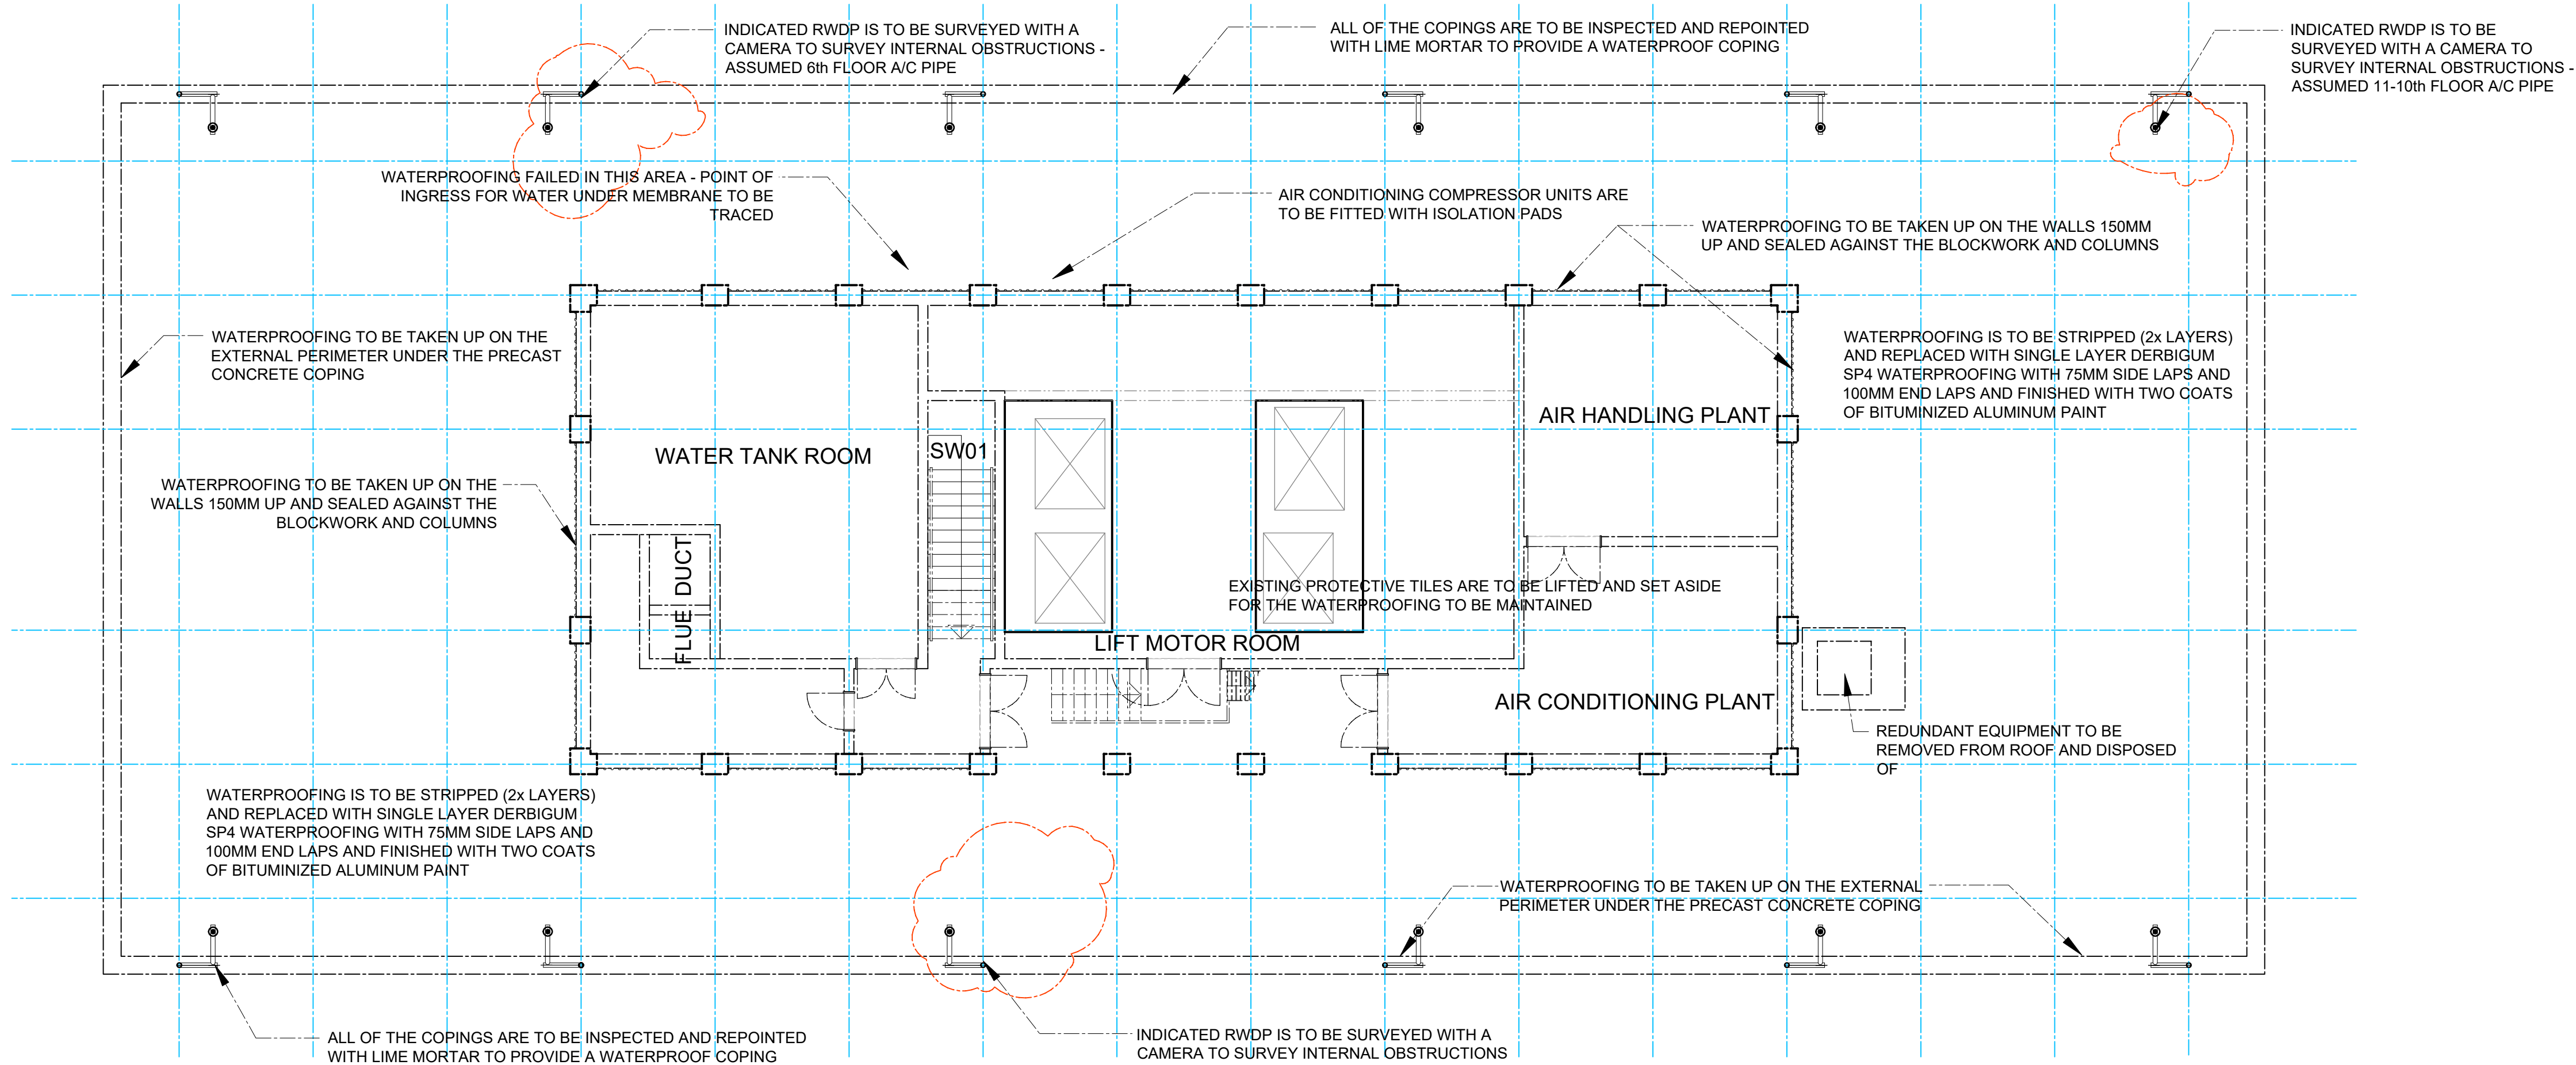 INDICATED RWDP IS TO BE SURVEYED WITH A
CAMERA TO SURVEY INTERNAL OBSTRUCTIONS -
ASSUMED 6th FLOOR A/C PIPE
ALL OF THE COPINGS ARE TO BE INSPECTED AND REPOINTED
WITH LIME MORTAR TO PROVIDE A WATERPROOF COPING
INDICATED RWDP IS TO BE
SURVEYED WITH A CAMERA TO
SURVEY INTERNAL OBSTRUCTIONS -
ASSUMED 11-10th FLOOR A/C PIPE
WATERPROOFING FAILED IN THIS AREA - POINT OF
INGRESS FOR WATER UNDER MEMBRANE TO BE
TRACED
AIR CONDITIONING COMPRESSOR UNITS ARE
TO BE FITTED WITH ISOLATION PADS
WATERPROOFING TO BE TAKEN UP ON THE WALLS 150MM
UP AND SEALED AGAINST THE BLOCKWORK AND COLUMNS
WATERPROOFING TO BE TAKEN UP ON THE
EXTERNAL PERIMETER UNDER THE PRECAST
CONCRETE COPING
WATERPROOFING IS TO BE STRIPPED (2x LAYERS)
AND REPLACED WITH SINGLE LAYER DERBIGUM
SP4 WATERPROOFING WITH 75MM SIDE LAPS AND
100MM END LAPS AND FINISHED WITH TWO COATS
OF BITUMINIZED ALUMINUM PAINT
AIR HANDLING PLANT
WATER TANK ROOM
SW01
WATERPROOFING TO BE TAKEN UP ON THE
WALLS 150MM UP AND SEALED AGAINST THE
BLOCKWORK AND COLUMNS
FLUE DUCT
EXISTING PROTECTIVE TILES ARE TO BE LIFTED AND SET ASIDE
FOR THE WATERPROOFING TO BE MAINTAINED
LIFT MOTOR ROOM
AIR CONDITIONING PLANT
REDUNDANT EQUIPMENT TO BE
REMOVED FROM ROOF AND DISPOSED
OF
WATERPROOFING IS TO BE STRIPPED (2x LAYERS)
AND REPLACED WITH SINGLE LAYER DERBIGUM
SP4 WATERPROOFING WITH 75MM SIDE LAPS AND
100MM END LAPS AND FINISHED WITH TWO COATS
OF BITUMINIZED ALUMINUM PAINT
WATERPROOFING TO BE TAKEN UP ON THE EXTERNAL
PERIMETER UNDER THE PRECAST CONCRETE COPING
ALL OF THE COPINGS ARE TO BE INSPECTED AND REPOINTED
WITH LIME MORTAR TO PROVIDE A WATERPROOF COPING
INDICATED RWDP IS TO BE SURVEYED WITH A
CAMERA TO SURVEY INTERNAL OBSTRUCTIONS